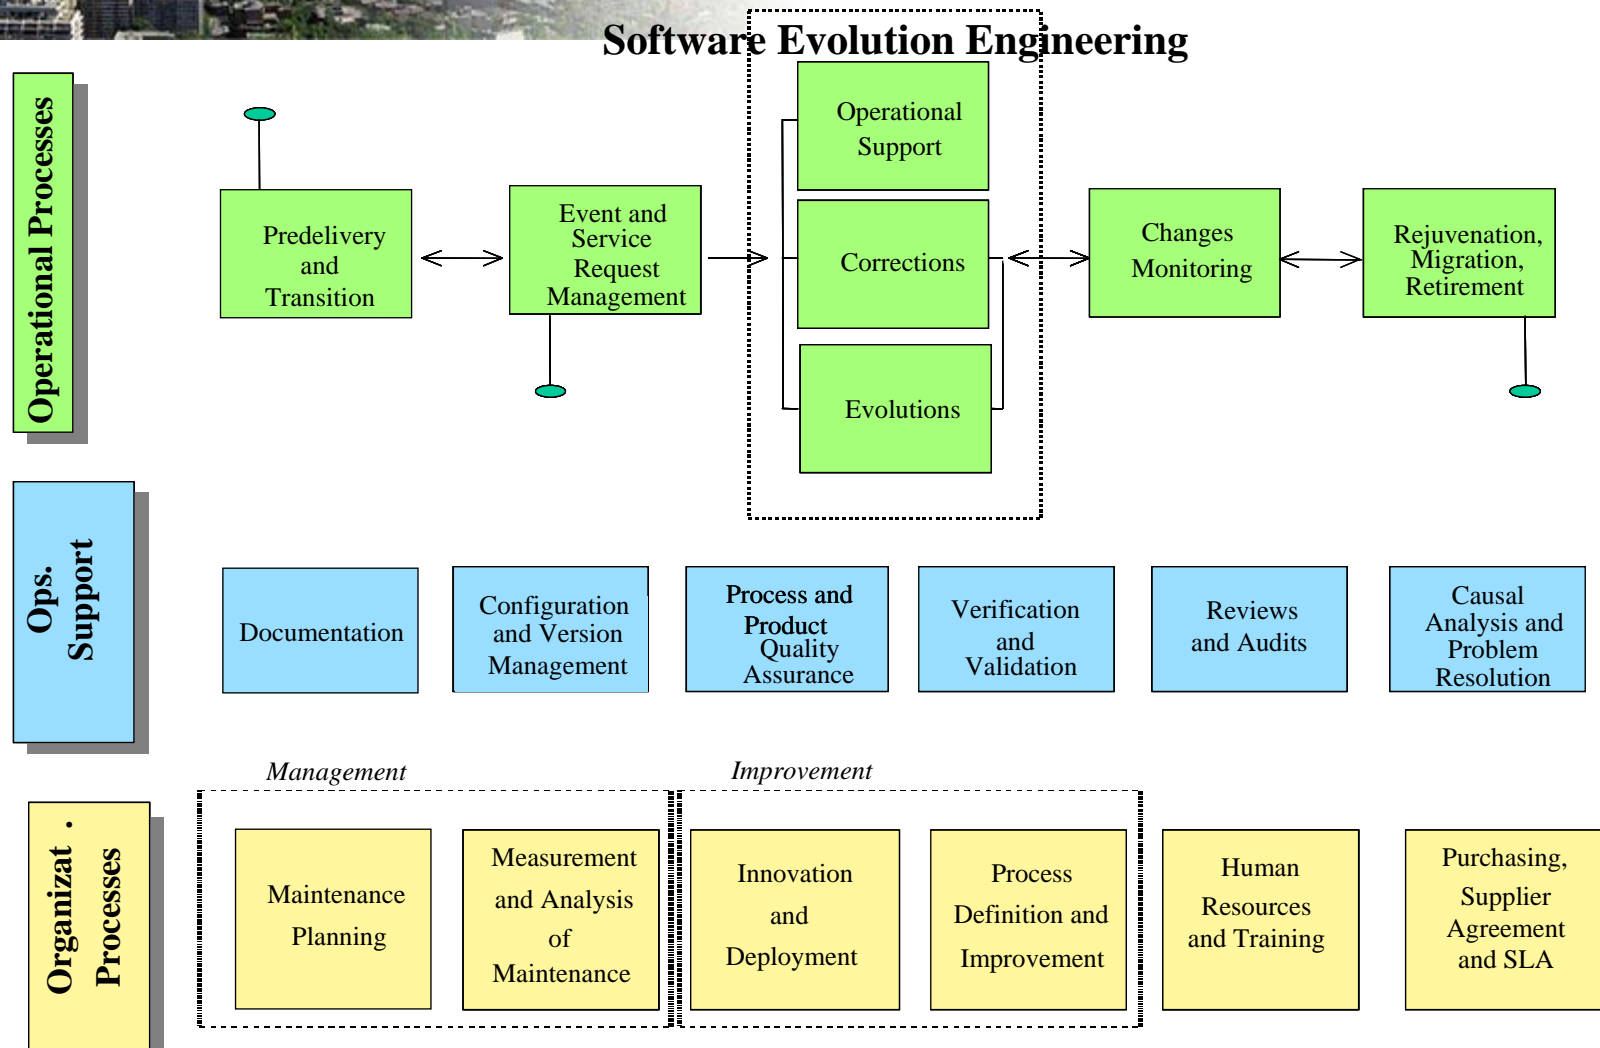 Software Evolution Engineering
Operational Processes
Predelivery
and
Transition
Event and
Service
Request
Management
Operational
Support
Corrections
Evolutions
Changes
Monitoring
Rejuvenation,
Migration,
Retirement
Ops.
Support
Documentation
Configuration
and Version
Management
Process and
Product
Quality
Assurance
Verification
and
Validation
Reviews
and Audits
Causal
Analysis and
Problem
Resolution
Management
Improvement
Organizat .
Processes
Maintenance
Planning
Measurement
and Analysis
of
Maintenance
Innovation
and
Deployment
Process
Definition and
Improvement
Human
Resources
and Training
Purchasing,
Supplier
Agreement
and SLA